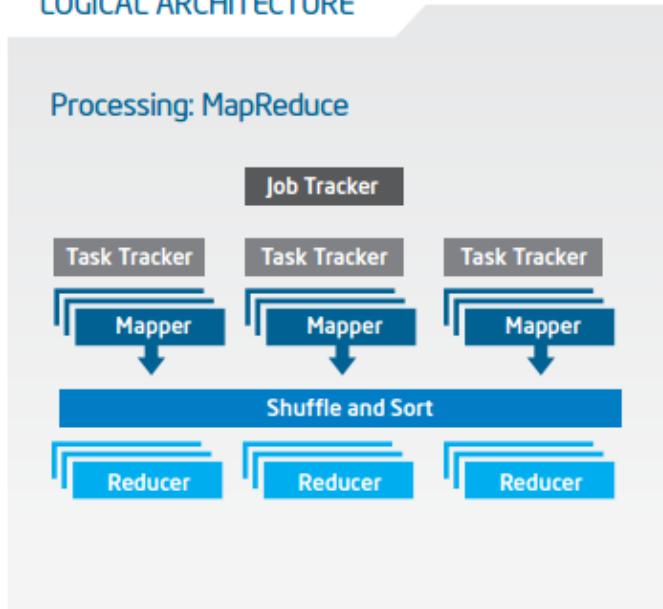 LOGICAL ARCHITECTURE
Processing: MapReduce
Job Tracker
Task Tracker Task Tracker Task Tracker
Mapper Mapper Mapper
Shuffle and Sort
Reducer Reducer Reducer